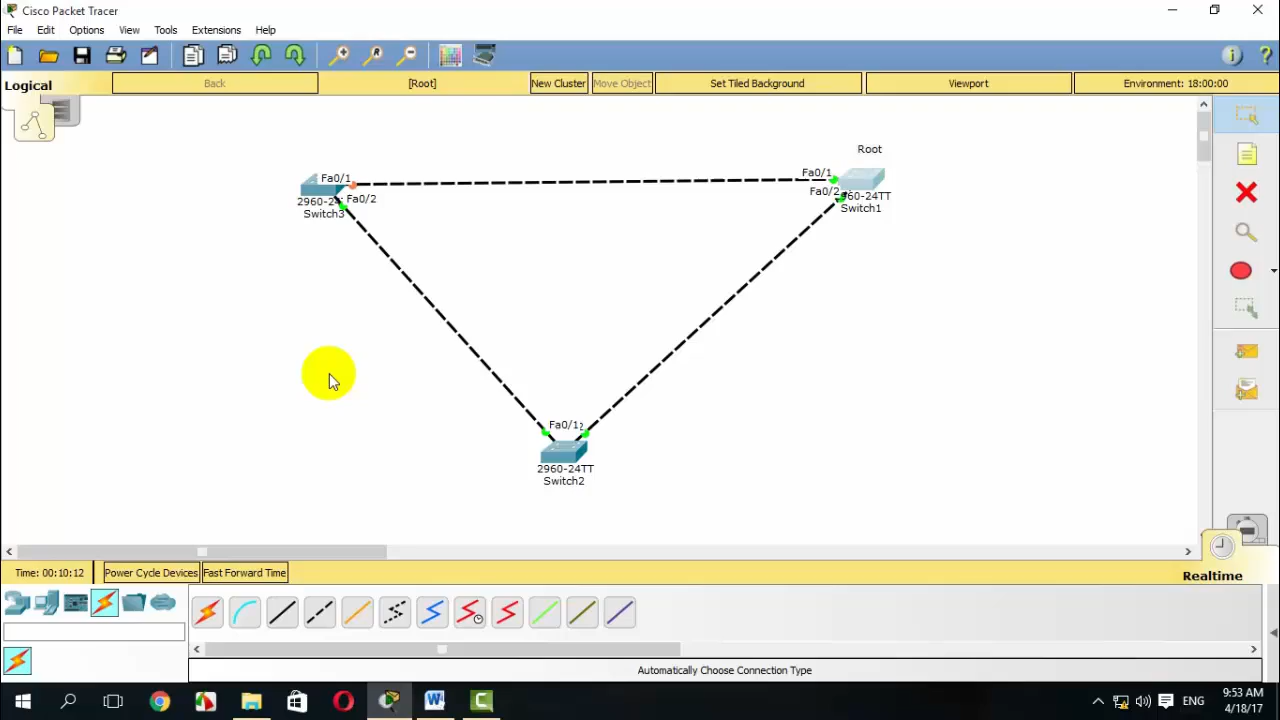 Cisco Packet Tracer
File Edit Options View Tools Extensions Help
Logical Back [Root] New Cluster Move Object Set Tiled Background Viewport Environment: 18:00:00
Root
Fa0/1 Fa0/1
Fa0/2 Fa0/2
2960-24 960-24TT
Switch3 Switch1
Fa0/1 2
2960-24TT
Switch2
Time: 00:10:12 Power Cycle Devices Fast Forward Time Realtime
Automatically Choose Connection Type
ENG 9:53 AM
4/18/17